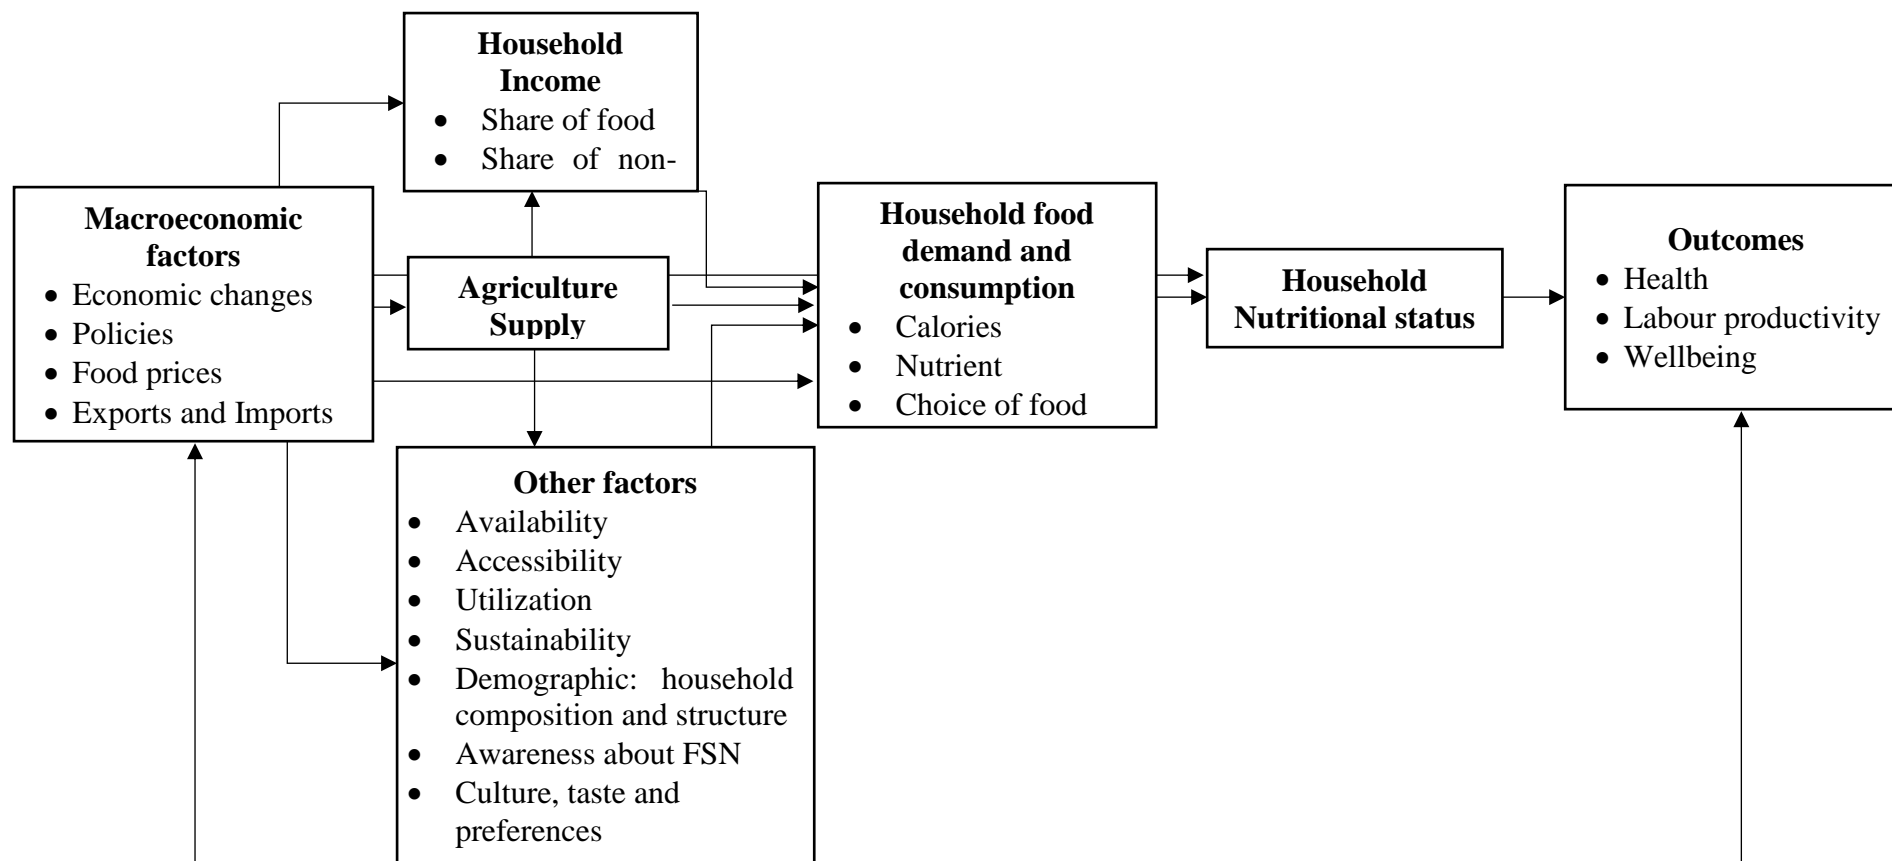 Household
Income
• Share of food
• Share of non-
Macroeconomic
factors
• Economic changes
• Policies
• Food prices
• Exports and Imports
Agriculture
Supply
Household food
demand and
consumption
• Calories
• Nutrient
• Choice of food
Household
Nutritional status
Outcomes
• Health
• Labour productivity
• Wellbeing
Other factors
• Availability
• Accessibility
• Utilization
• Sustainability
• Demographic: household
composition and structure
• Awareness about FSN
• Culture, taste and
preferences